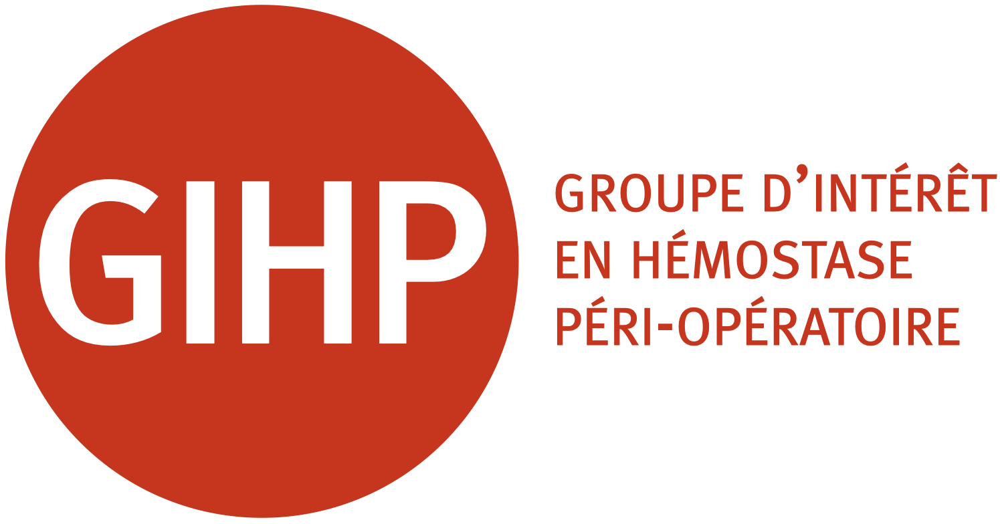 GIHP
GROUPE D’INTÉRÊT
EN HÉMOSTASE
PÉRI-OPÉRATOIRE